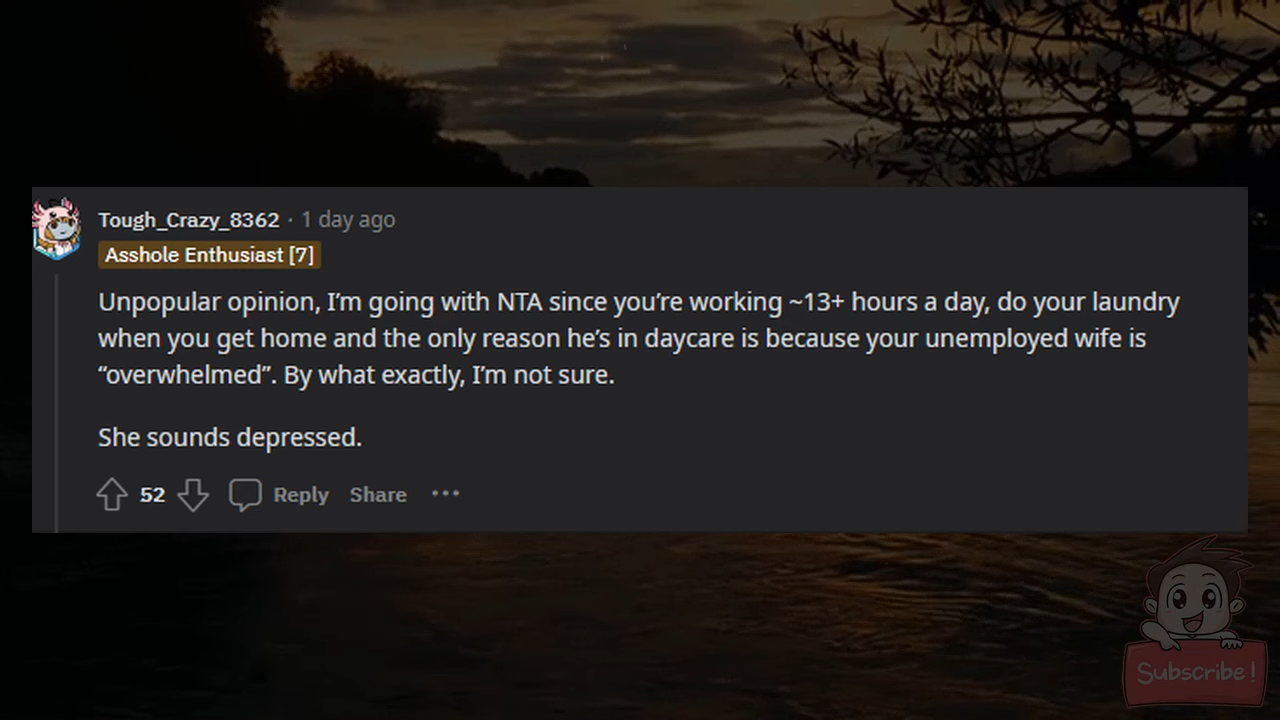 Tough_Crazy_8362 · 1 day ago
Asshole Enthusiast [7]
Unpopular opinion, I’m going with NTA since you’re working ~13+ hours a day, do your laundry
when you get home and the only reason he’s in daycare is because your unemployed wife is
“overwhelmed”. By what exactly, I’m not sure.
She sounds depressed.
52 Reply Share ···
Subscribe!